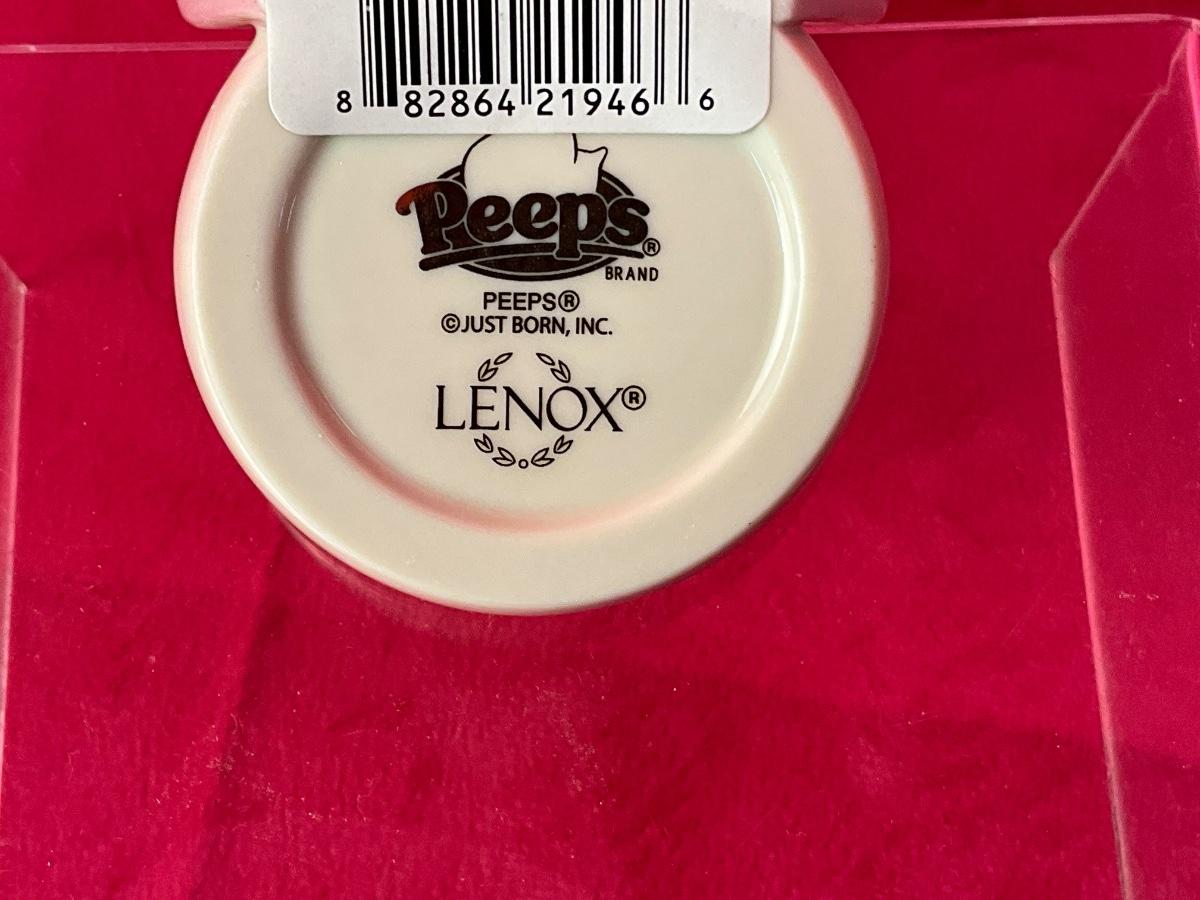 8 82864 21946 6
Peeps®
BRAND
PEEPS®
©JUST BORN, INC.
LENOX®